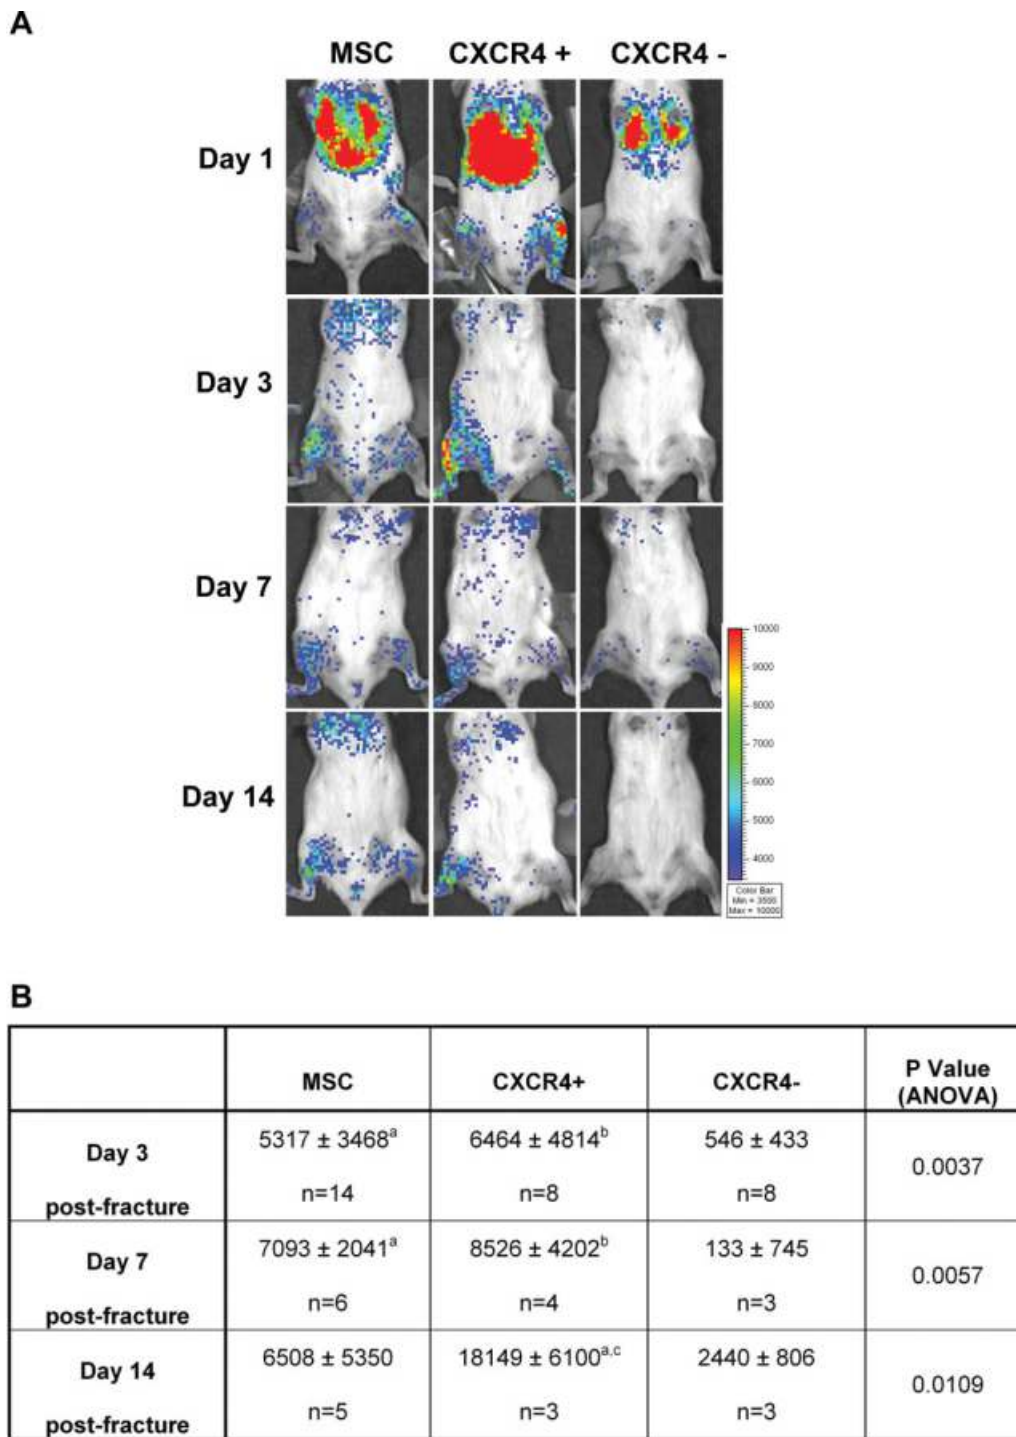 A
MSC CXCR4 + CXCR4 -
Day 1
Day 3
Day 7
10000
9000
8000
7000
6000
5000
4000
Day 14
Color Bar
Min = 3500
Max = 10000
B
MSC CXCR4+ CXCR4- P Value (ANOVA)
Day 3 post-fracture 5317 ± 3468a 6464 ± 4814b 546 ± 433 0.0037
n=14 n=8 n=8
Day 7 post-fracture 7093 ± 2041a 8526 ± 4202b 133 ± 745 0.0057
n=6 n=4 n=3
Day 14 post-fracture 6508 ± 5350 18149 ± 6100a,c 2440 ± 806 0.0109
n=5 n=3 n=3